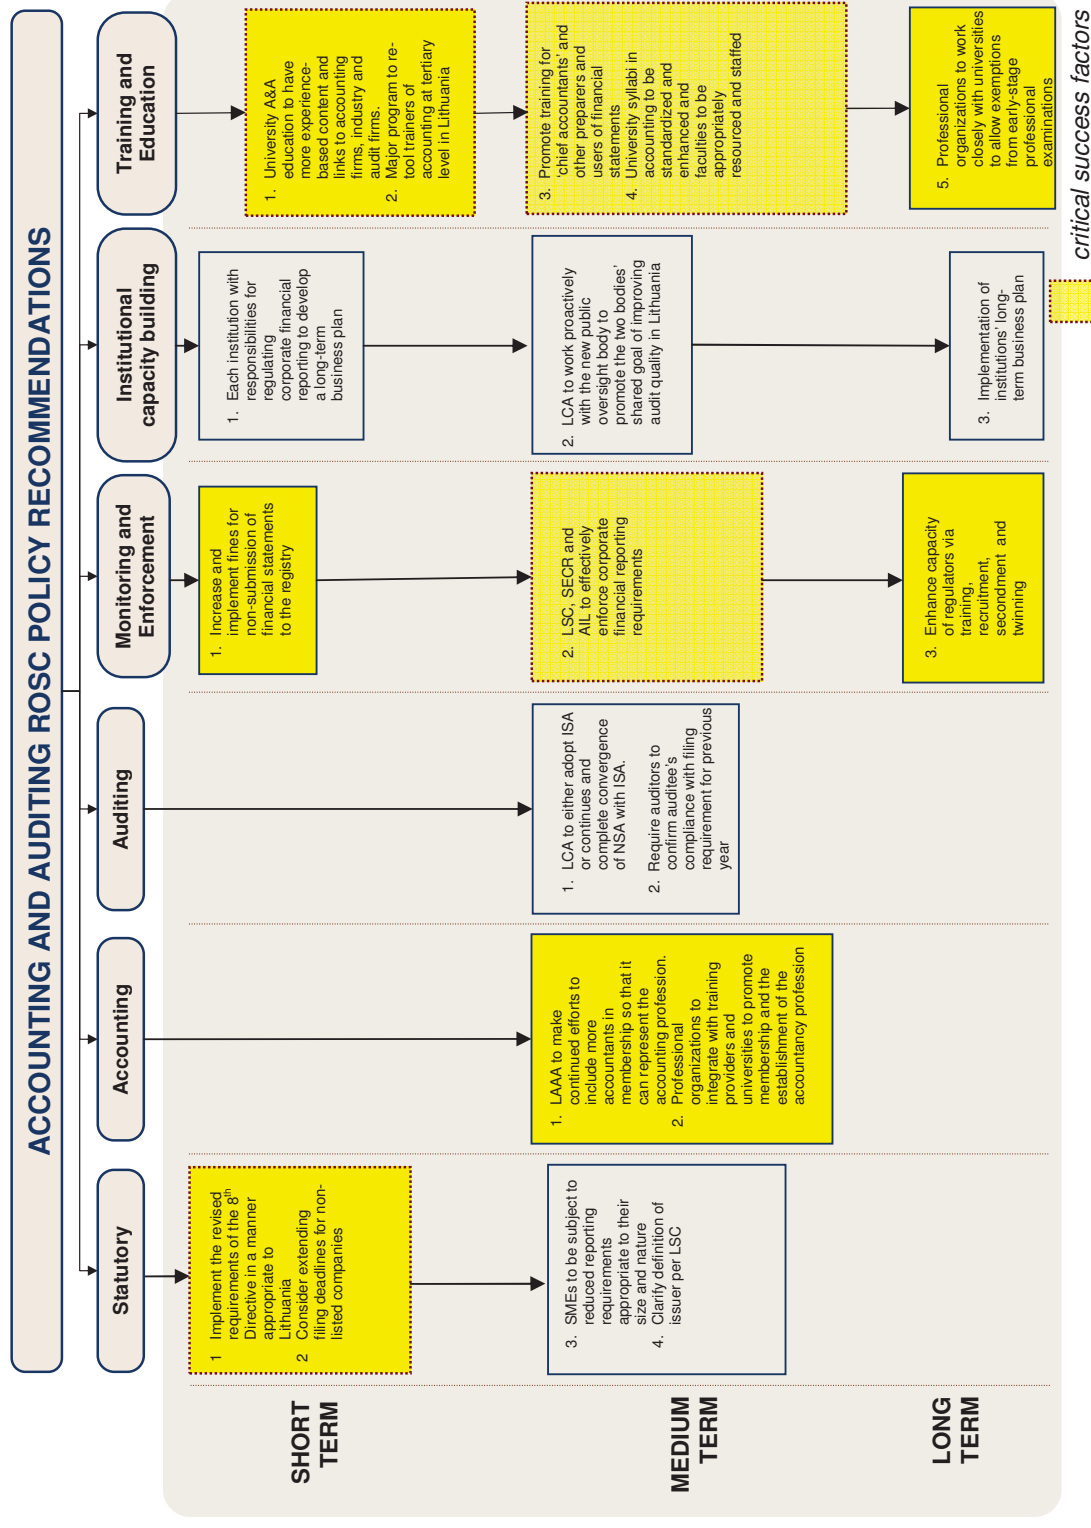 ACCOUNTING AND AUDITING ROSC POLICY RECOMMENDATIONS
Statutory
Accounting
Auditing
Monitoring and
Enforcement
Institutional
capacity building
Training and
Education
SHORT
TERM
1 Implement the revised
requirements of the 8th
Directive in a manner
appropriate to
Lithuania
2 Consider extending
filing deadlines for non-
listed companies
1. Increase and
implement fines for
non-submission of
financial statements
to the registry
1. Each institution with
responsibilities for
regulating
corporate financial
reporting to develop
a long-term
business plan
1. University A&A
education to have
more experience-
based content and
links to accounting
firms, industry and
audit firms.
2. Major program to re-
tool trainers of
accounting at tertiary
level in Lithuania
MEDIUM
TERM
3. SMEs to be subject to
reduced reporting
requirements
appropriate to their
size and nature
4. Clarify definition of
issuer per LSC
1. LAAA to make
continued efforts to
include more
accountants in
membership so that it
can represent the
accounting profession.
2. Professional
organizations to
integrate with training
providers and
universities to promote
membership and the
establishment of the
accountancy profession
1. LCA to either adopt ISA
or continues and
complete convergence
of NSA with ISA.
2. Require auditors to
confirm auditee's
compliance with filing
requirement for previous
year
2. LSC, SECR and
AIL to effectively
enforce corporate
financial reporting
requirements
2. LCA to work proactively
with the new public
oversight body to
promote the two bodies'
shared goal of improving
audit quality in Lithuania
3. Promote training for
'chief accountants' and
other preparers and
users of financial
statements
4. University syllabi in
accounting to be
standardized and
enhanced and
faculties to be
appropriately
resourced and staffed
LONG
TERM
3. Enhance capacity
of regulators via
training,
recruitment,
secondment and
twinning
3. Implementation of
institutions' long-
term business plan
5. Professional
organizations to work
closely with universities
to allow exemptions
from early-stage
professional
examinations
critical success factors